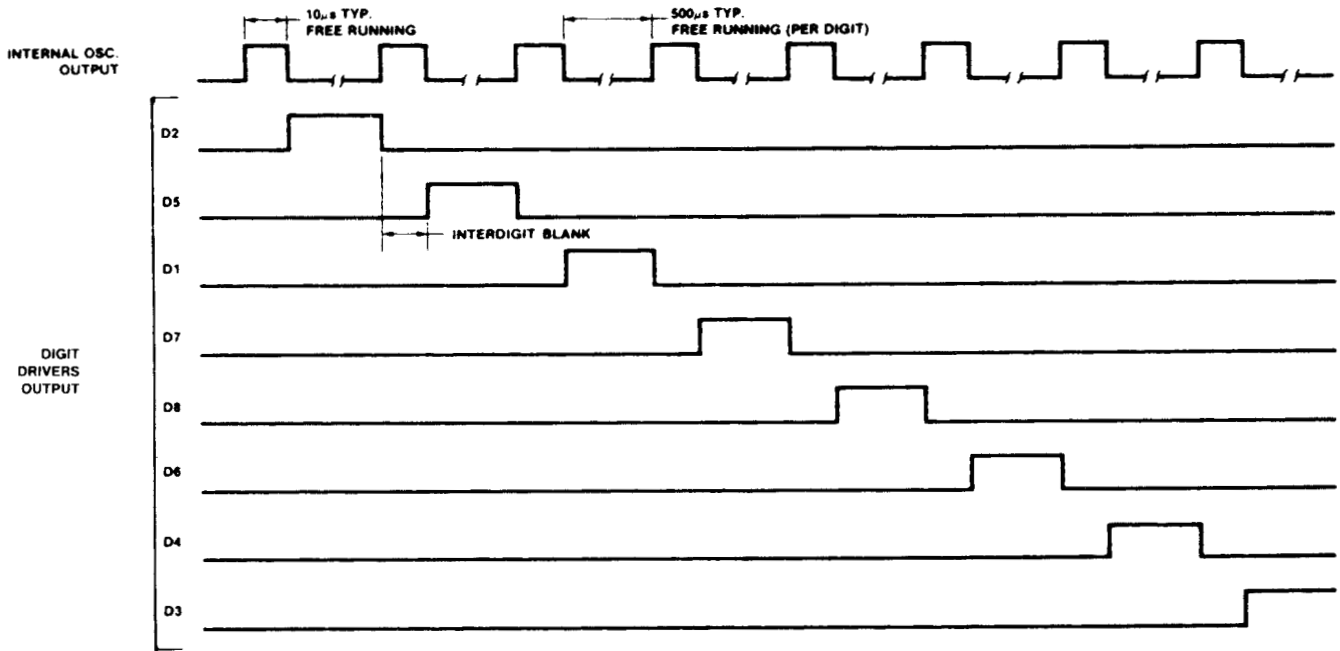 10µs TYP.
FREE RUNNING
500µs TYP.
FREE RUNNING (PER DIGIT)
INTERNAL OSC.
OUTPUT
D2
D5
INTERDIGIT BLANK
D1
D7
DIGIT
DRIVERS
OUTPUT
D8
D6
D4
D3